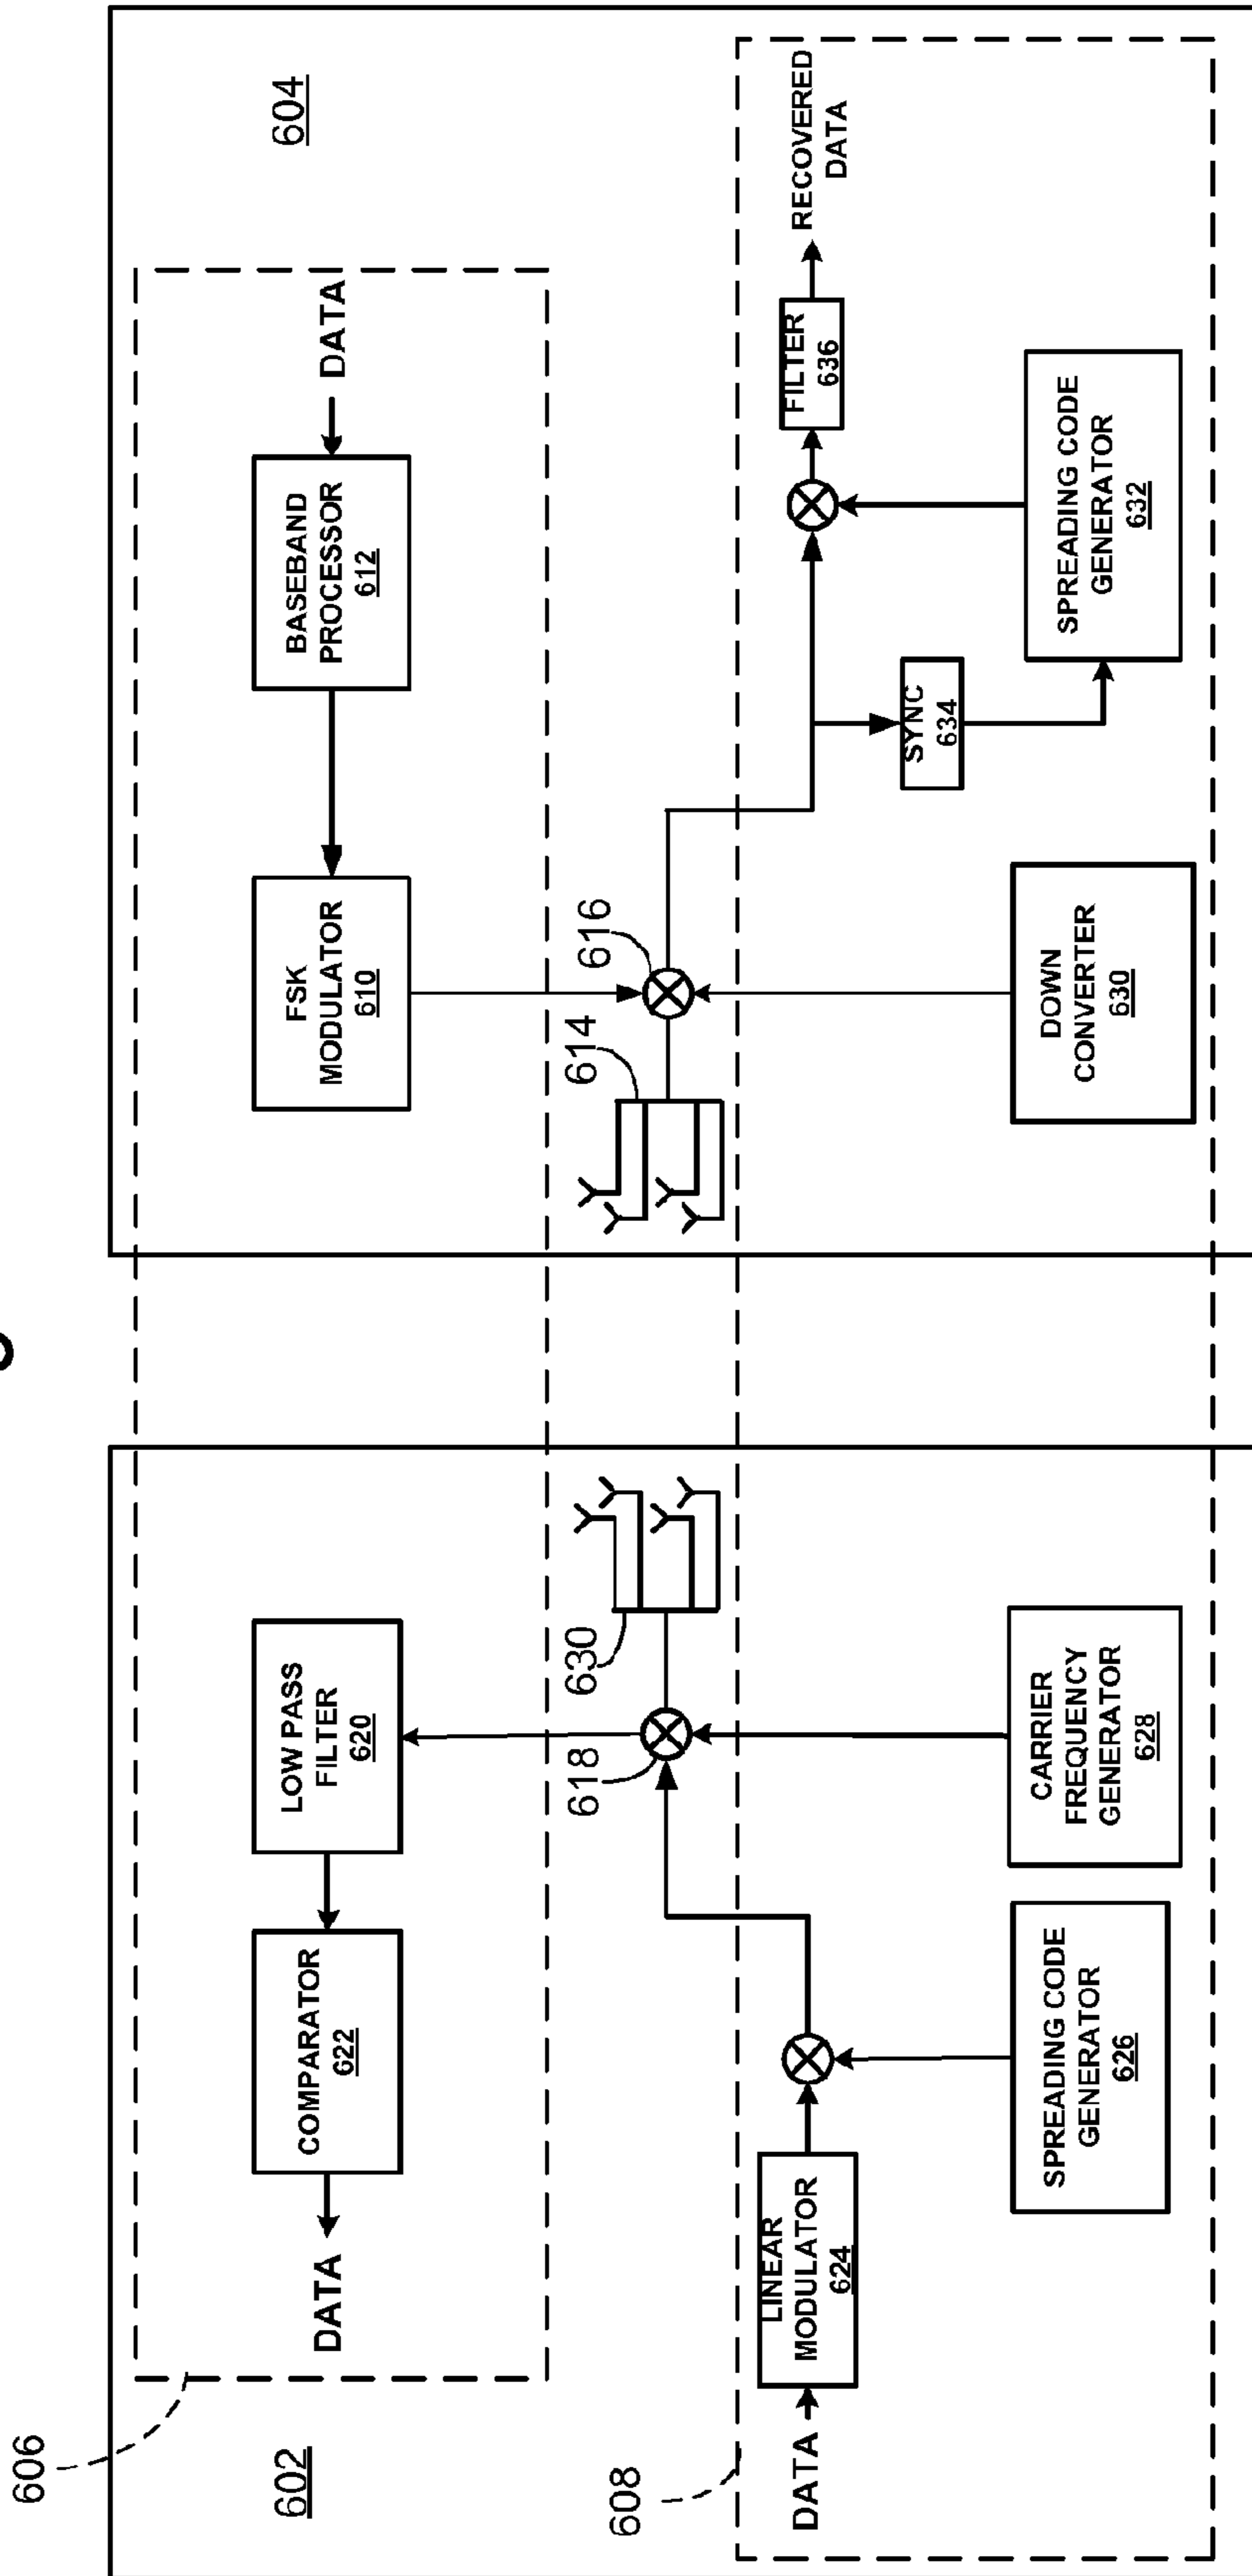 606
602
DATA
COMPARATOR
622
LOW PASS
FILTER
620
608
DATA
LINEAR
MODULATOR
624
618
630
SPREADING CODE
GENERATOR
626
CARRIER
FREQUENCY
GENERATOR
628
604
FSK
MODULATOR
610
BASEBAND
PROCESSOR
612
DATA
614
616
DOWN
CONVERTER
630
SYNC
634
SPREADING CODE
GENERATOR
632
FILTER
636
RECOVERED
DATA